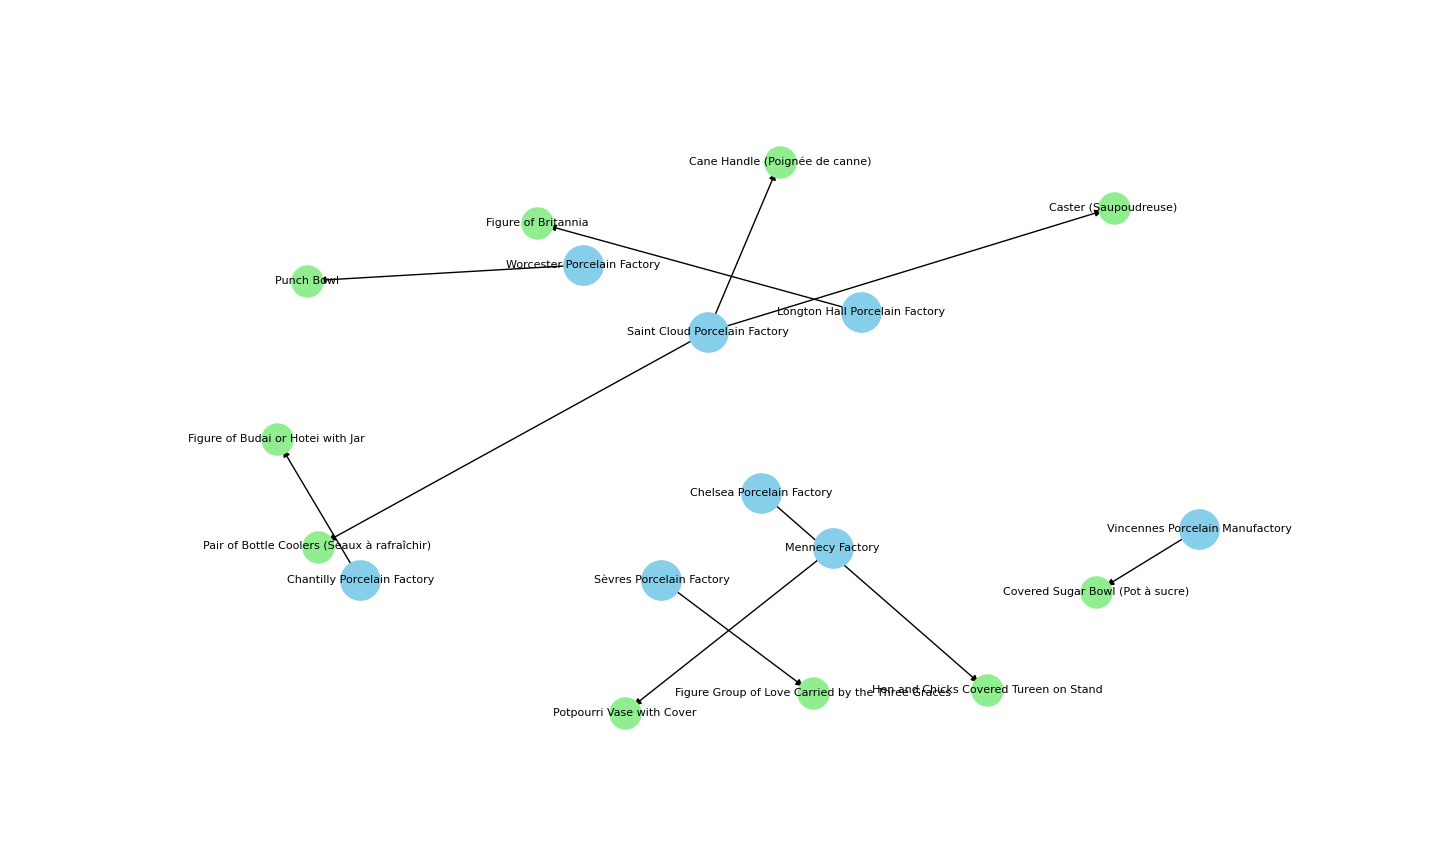 Cane Handle (Poignée de canne)
Caster (Saupoudreuse)
Figure of Britannia
Worcester Porcelain Factory
Punch Bowl
Longton Hall Porcelain Factory
Saint Cloud Porcelain Factory
Figure of Budai or Hotei with Jar
Chelsea Porcelain Factory
Vincennes Porcelain Manufactory
Pair of Bottle Coolers (Seaux à rafraîchir)
Mennecy Factory
Chantilly Porcelain Factory
Sèvres Porcelain Factory
Covered Sugar Bowl (Pot à sucre)
Figure Group of Love Carried by the Three Graces
Hen and Chicks Covered Tureen on Stand
Potpourri Vase with Cover